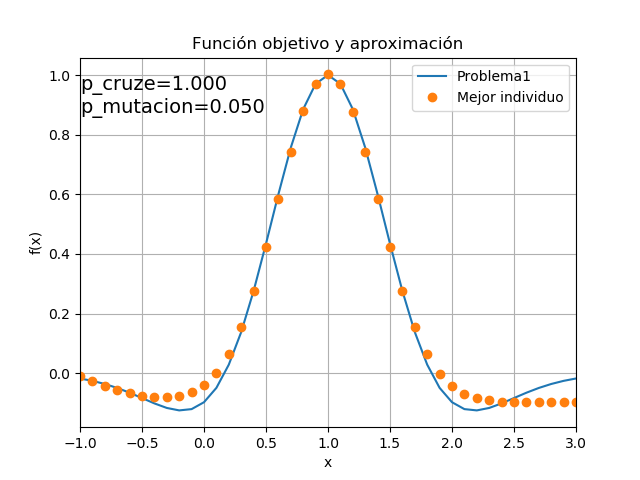 Función objetivo y aproximación
p_cruze=1.000
p_mutacion=0.050
Problema1
Mejor individuo
f(x)
1.0
0.8
0.6
0.4
0.2
0.0
−1.0 −0.5 0.0 0.5 1.0 1.5 2.0 2.5 3.0
x